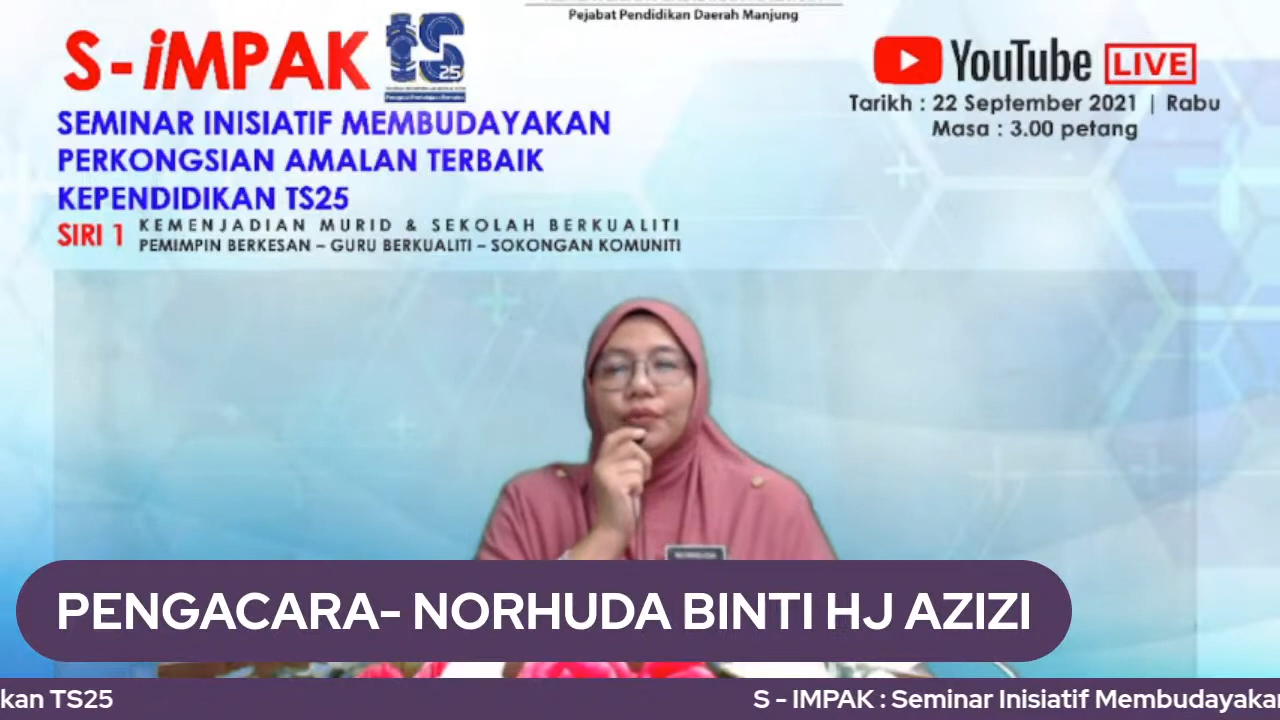 Pejabat Pendidikan Daerah Manjung
S-iMPAK tS25
SEMINAR INISIATIF MEMBUDAYAKAN
PERKONGSIAN AMALAN TERBAIK
KEPENDIDIKAN TS25
SIRI 1
KEMENJADIAN MURID & SEKOLAH BERKUALITI
PEMIMPIN BERKESAN – GURU BERKUALITI – SOKONGAN KOMUNITI
YouTube LIVE
Tarikh : 22 September 2021 | Rabu
Masa : 3.00 petang
NORHUDA
PENGACARA- NORHUDA BINTI HJ AZIZI
kan TS25
S - IMPAK : Seminar Inisiatif Membudayakan